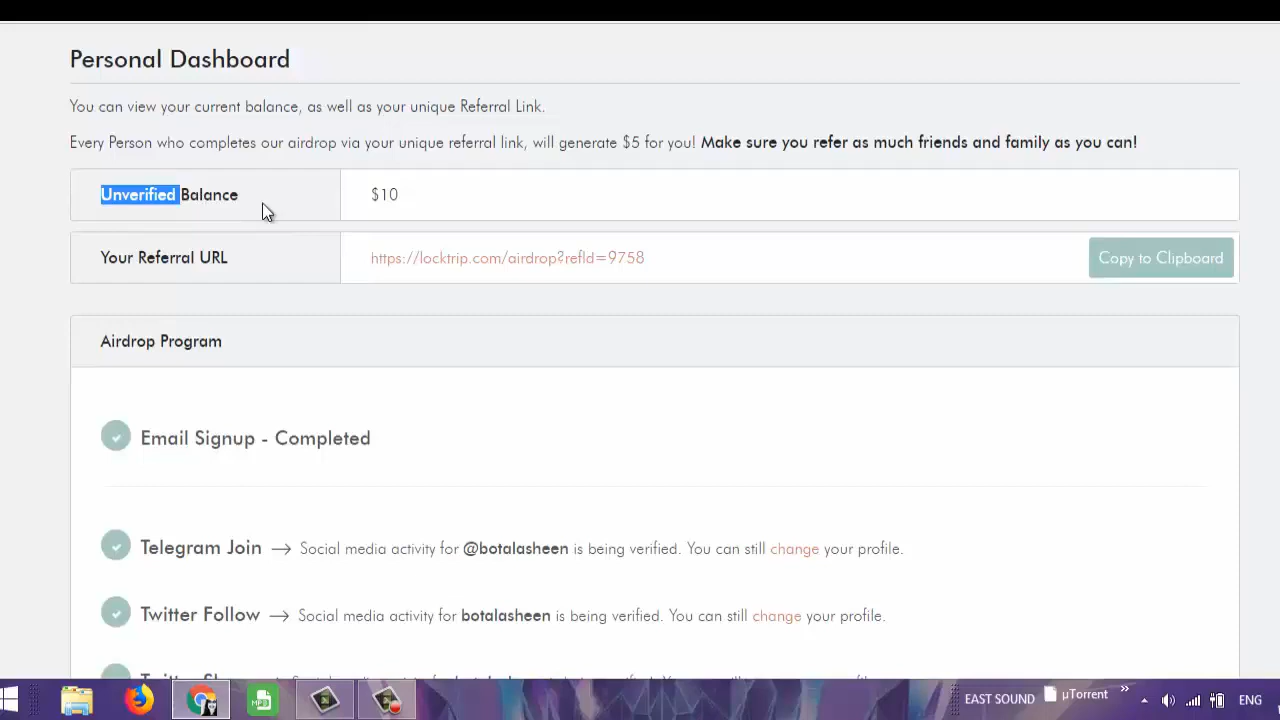 Personal Dashboard
You can view your current balance, as well as your unique Referral Link.
Every Person who completes our airdrop via your unique referral link, will generate $5 for you! Make sure you refer as much friends and family as you can!
Unverified Balance $10
Your Referral URL https://locktrip.com/airdrop?refId=9758 Copy to Clipboard
Airdrop Program
Email Signup - Completed
Telegram Join → Social media activity for @botalasheen is being verified. You can still change your profile.
Twitter Follow → Social media activity for botalasheen is being verified. You can still change your profile.
EAST SOUND µTorrent » ENG